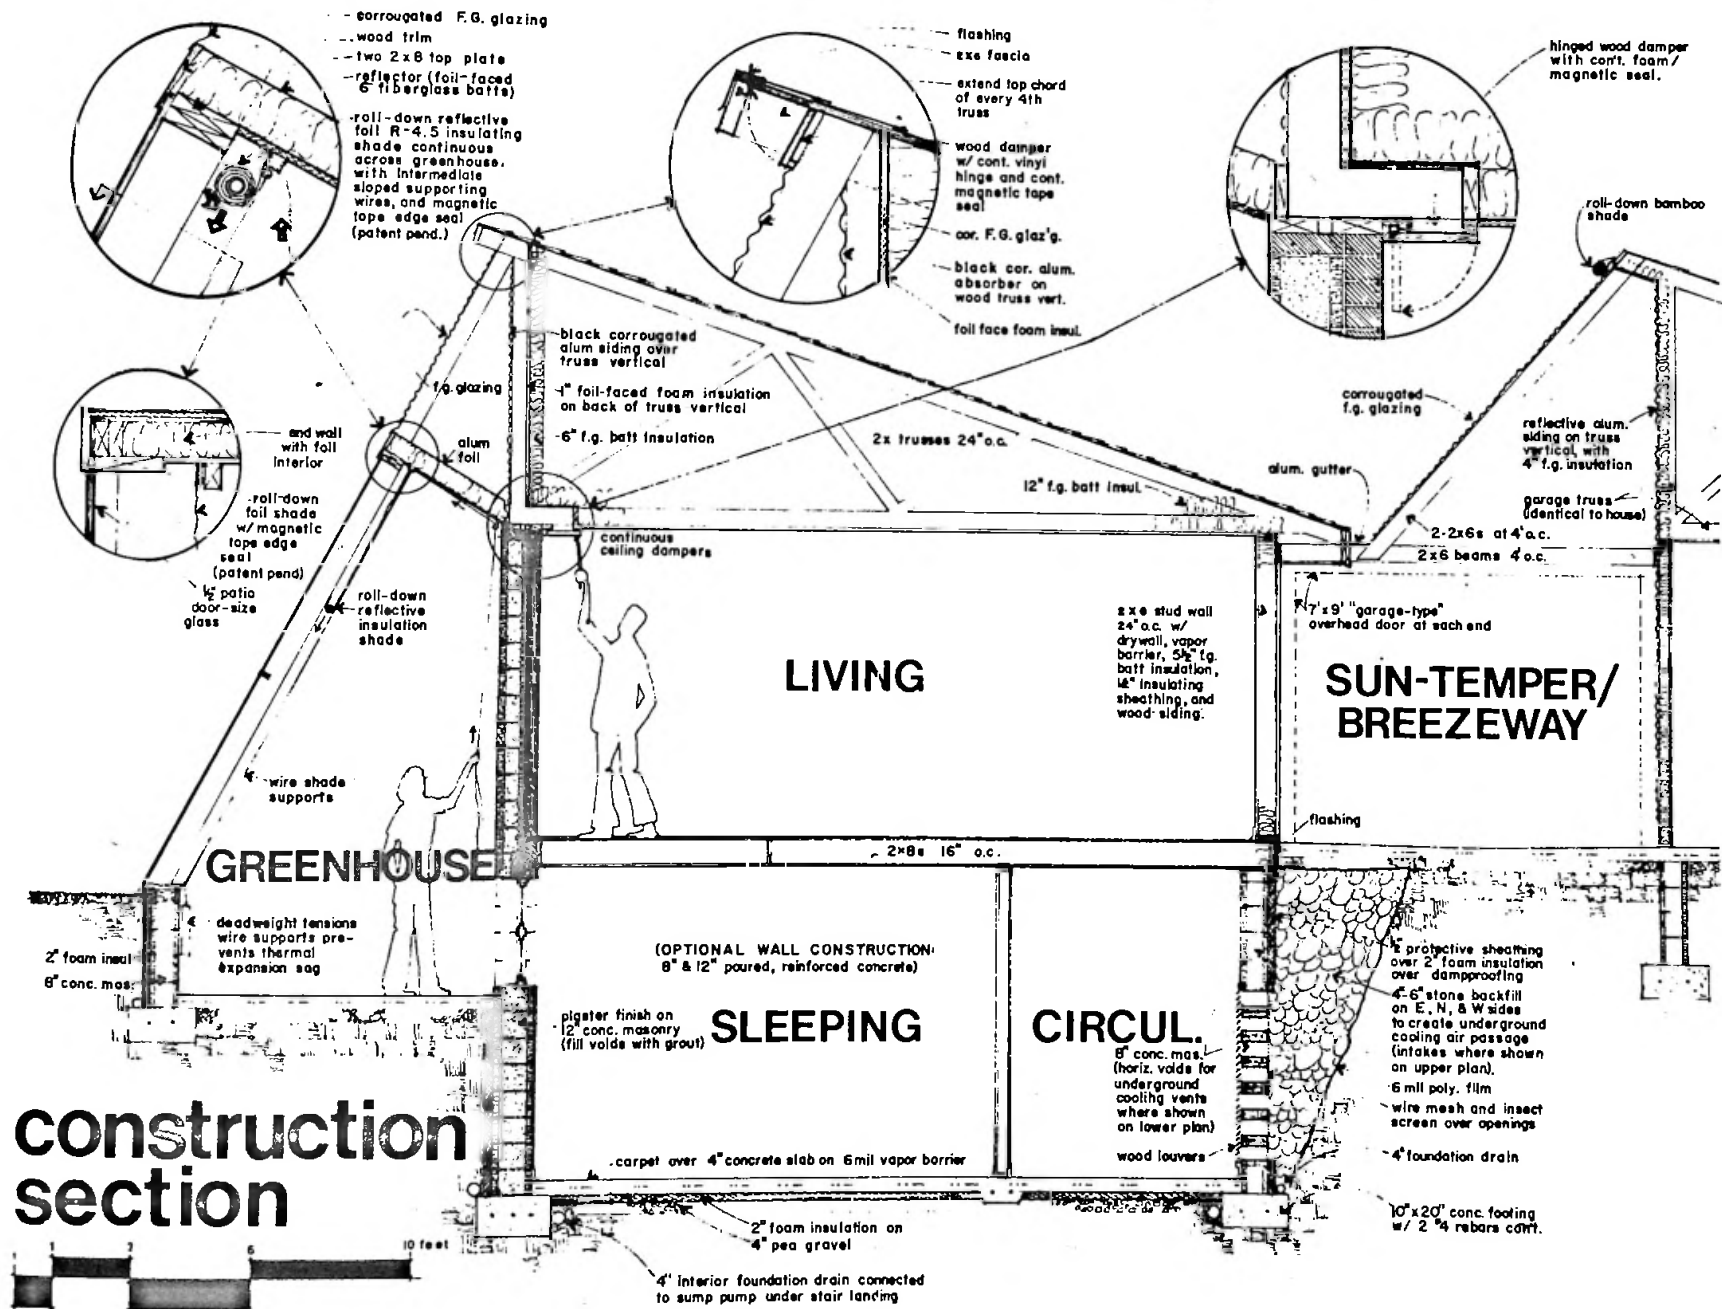 corrougated F.G. glazing
wood trim
two 2x8 top plate
reflector (foil-faced
6" fiberglass batts)
roll-down reflective
foil R-4.5 insulating
shade continuous
across greenhouse,
with intermediate
sloped supporting
wires, and magnetic
tape edge seal
(patent pend.)
flashing
2x6 fascia
extend top chord
of every 4th
truss
wood damper
w/ cont. vinyl
hinge and cont.
magnetic tape
seal
cor. F.G. glaz'g.
black cor. alum.
absorber on
wood truss vert.
foil face foam insul.
hinged wood damper
with con't. foam/
magnetic seal.
roll-down bamboo
shade
black corrougated
alum siding over
truss vertical
f.g. glazing
1" foil-faced foam insulation
on back of truss vertical
6" f.g. batt insulation
alum
foil
2x trusses 24" o.c.
12" f.g. batt insul.
continuous
ceiling dampers
corrougated
f.g. glazing
alum. gutter
reflective alum.
siding on truss
vertical, with
4" f.g. insulation
garage truss
(identical to house)
2-2x6s at 4' o.c.
2x6 beams 4' o.c.
end wall
with foil
interior
roll-down
foil shade
w/ magnetic
tape edge
seal
(patent pend)
1/2" patio
door-size
glass
roll-down
reflective
insulation
shade
wire shade
supports
LIVING
2x6 stud wall
24" o.c. w/
drywall, vapor
barrier, 5½" f.g.
batt insulation,
insulating
sheathing, and
wood siding.
7' x 9' "garage-type"
overhead door at each end
SUN-TEMPER/
BREEZEWAY
flashing
2x8s 16" o.c.
GREENHOUSE
deadweight tensions
wire supports pre-
vents thermal
expansion sag
2" foam insul
8" conc. mas.
(OPTIONAL WALL CONSTRUCTION:
8" & 12" poured, reinforced concrete)
plaster finish on
12" conc. masonry
(fill voids with grout)
SLEEPING
CIRCUL.
8" conc. mas.
(horiz. voids for
underground
cooling vents
where shown
on lower plan)
wood louvers
protective sheathing
over 2" foam insulation
over dampproofing
4"-6" stone backfill
on E, N, & W sides
to create underground
cooling air passage
(intakes where shown
on upper plan).
6 mil poly. film
wire mesh and insect
screen over openings
4" foundation drain
10"x20" conc. footing
w/ 2 #4 rebars cont.
carpet over 4" concrete slab on 6 mil vapor barrier
2" foam insulation on
4" pea gravel
4" interior foundation drain connected
to sump pump under stair landing
construction
section
1 1 2 6 10 feet